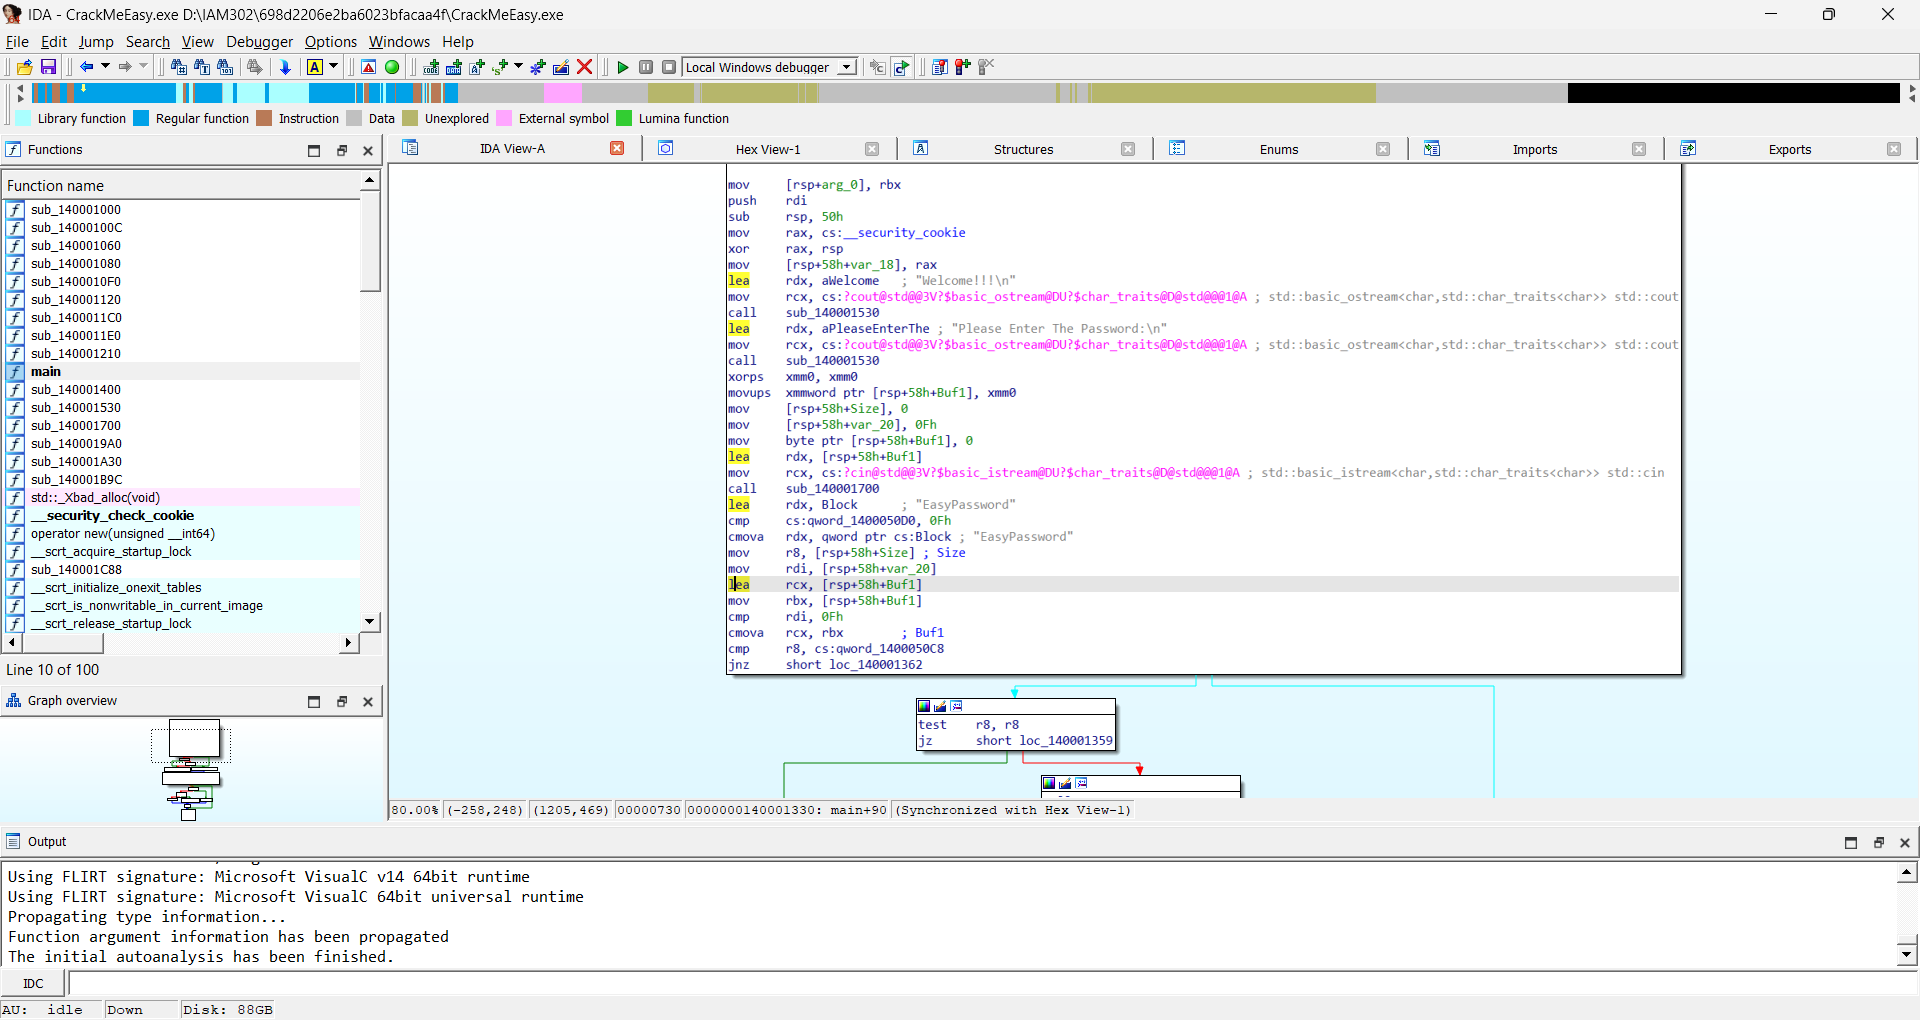 IDA - CrackMeEasy.exe D:\IAM302\698d2206e2ba6023bfacaa4f\CrackMeEasy.exe
File Edit Jump Search View Debugger Options Windows Help
Local Windows debugger
Library function Regular function Instruction Data Unexplored External symbol Lumina function
Functions
Function name
sub_140001000
sub_14000100C
sub_140001060
sub_140001080
sub_1400010F0
sub_140001120
sub_1400011C0
sub_1400011E0
sub_140001210
main
sub_140001400
sub_140001530
sub_140001700
sub_1400019A0
sub_140001A30
sub_140001B9C
std::_Xbad_alloc(void)
__security_check_cookie
operator new(unsigned __int64)
__scrt_acquire_startup_lock
sub_140001C88
__scrt_initialize_onexit_tables
__scrt_is_nonwritable_in_current_image
__scrt_release_startup_lock
Line 10 of 100
Graph overview
IDA View-A Hex View-1 Structures Enums Imports Exports
mov [rsp+arg_0], rbx
push rdi
sub rsp, 50h
mov rax, cs:__security_cookie
xor rax, rsp
mov [rsp+58h+var_18], rax
lea rdx, aWelcome ; "Welcome!!!\n"
mov rcx, cs:?cout@std@@3V?$basic_ostream@DU?$char_traits@D@std@@@1@A ; std::basic_ostream<char,std::char_traits<char>> std::cout
call sub_140001530
lea rdx, aPleaseEnterThe ; "Please Enter The Password:\n"
mov rcx, cs:?cout@std@@3V?$basic_ostream@DU?$char_traits@D@std@@@1@A ; std::basic_ostream<char,std::char_traits<char>> std::cout
call sub_140001530
xorps xmm0, xmm0
movups xmmword ptr [rsp+58h+Buf1], xmm0
mov [rsp+58h+Size], 0
mov [rsp+58h+var_20], 0Fh
mov byte ptr [rsp+58h+Buf1], 0
lea rdx, [rsp+58h+Buf1]
mov rcx, cs:?cin@std@@3V?$basic_istream@DU?$char_traits@D@std@@@1@A ; std::basic_istream<char,std::char_traits<char>> std::cin
call sub_140001700
lea rdx, Block ; "EasyPassword"
cmp cs:qword_1400050D0, 0Fh
cmova rdx, qword ptr cs:Block ; "EasyPassword"
mov r8, [rsp+58h+Size] ; Size
mov rdi, [rsp+58h+var_20]
lea rcx, [rsp+58h+Buf1]
mov rbx, [rsp+58h+Buf1]
cmp rdi, 0Fh
cmova rcx, rbx ; Buf1
cmp r8, cs:qword_1400050C8
jnz short loc_140001362
test r8, r8
jz short loc_140001359
80.00% (-258,248) (1205,469) 00000730 0000000140001330: main+90 (Synchronized with Hex View-1)
Output
Using FLIRT signature: Microsoft VisualC v14 64bit runtime
Using FLIRT signature: Microsoft VisualC 64bit universal runtime
Propagating type information...
Function argument information has been propagated
The initial autoanalysis has been finished.
IDC
AU: idle Down Disk: 88GB